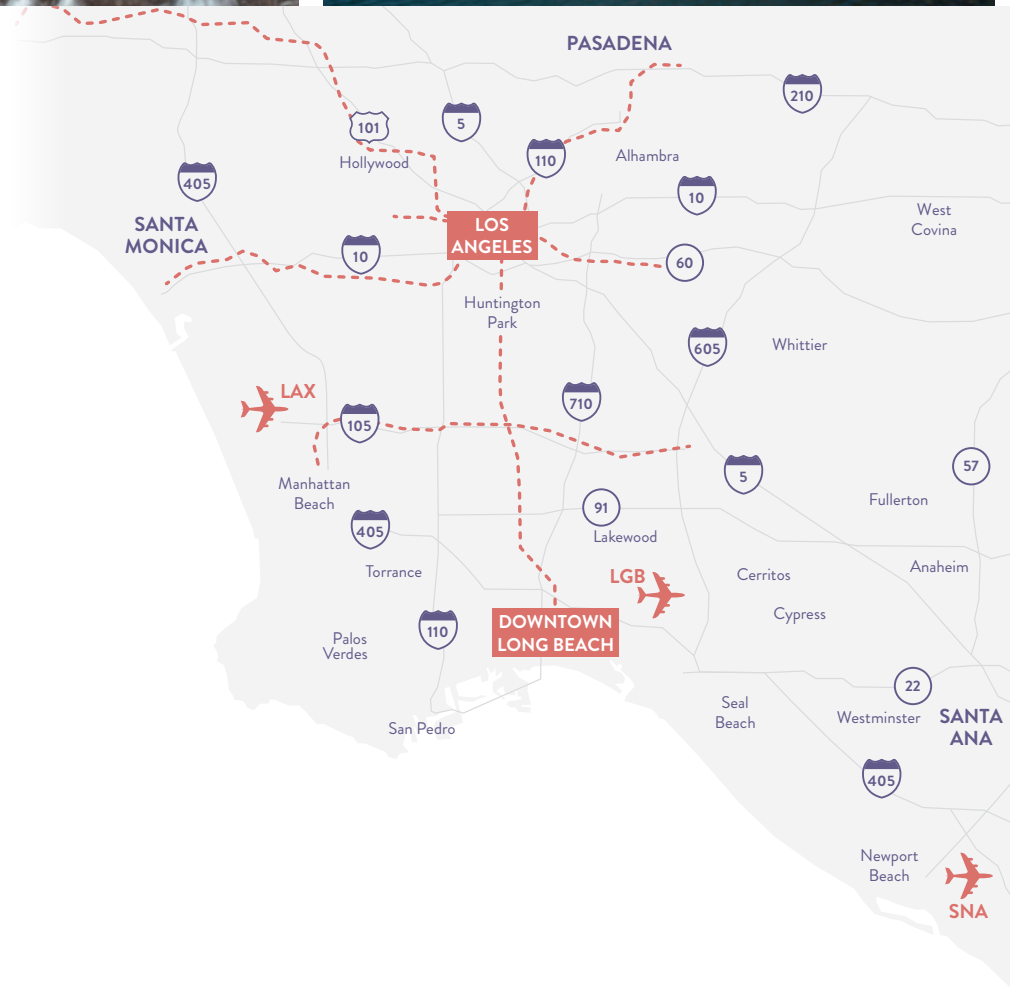 PASADENA
210
101
5
110
Hollywood
Alhambra
405
10
West
Covina
SANTA
MONICA
LOS
ANGELES
10
60
Huntington
Park
605
Whittier
LAX
710
105
5
57
Manhattan
Beach
Fullerton
91
405
Lakewood
Torrance
LGB
Cerritos
Anaheim
Cypress
110
DOWNTOWN
LONG BEACH
Palos
Verdes
22
Seal
Beach
Westminster
SANTA
ANA
San Pedro
405
Newport
Beach
SNA